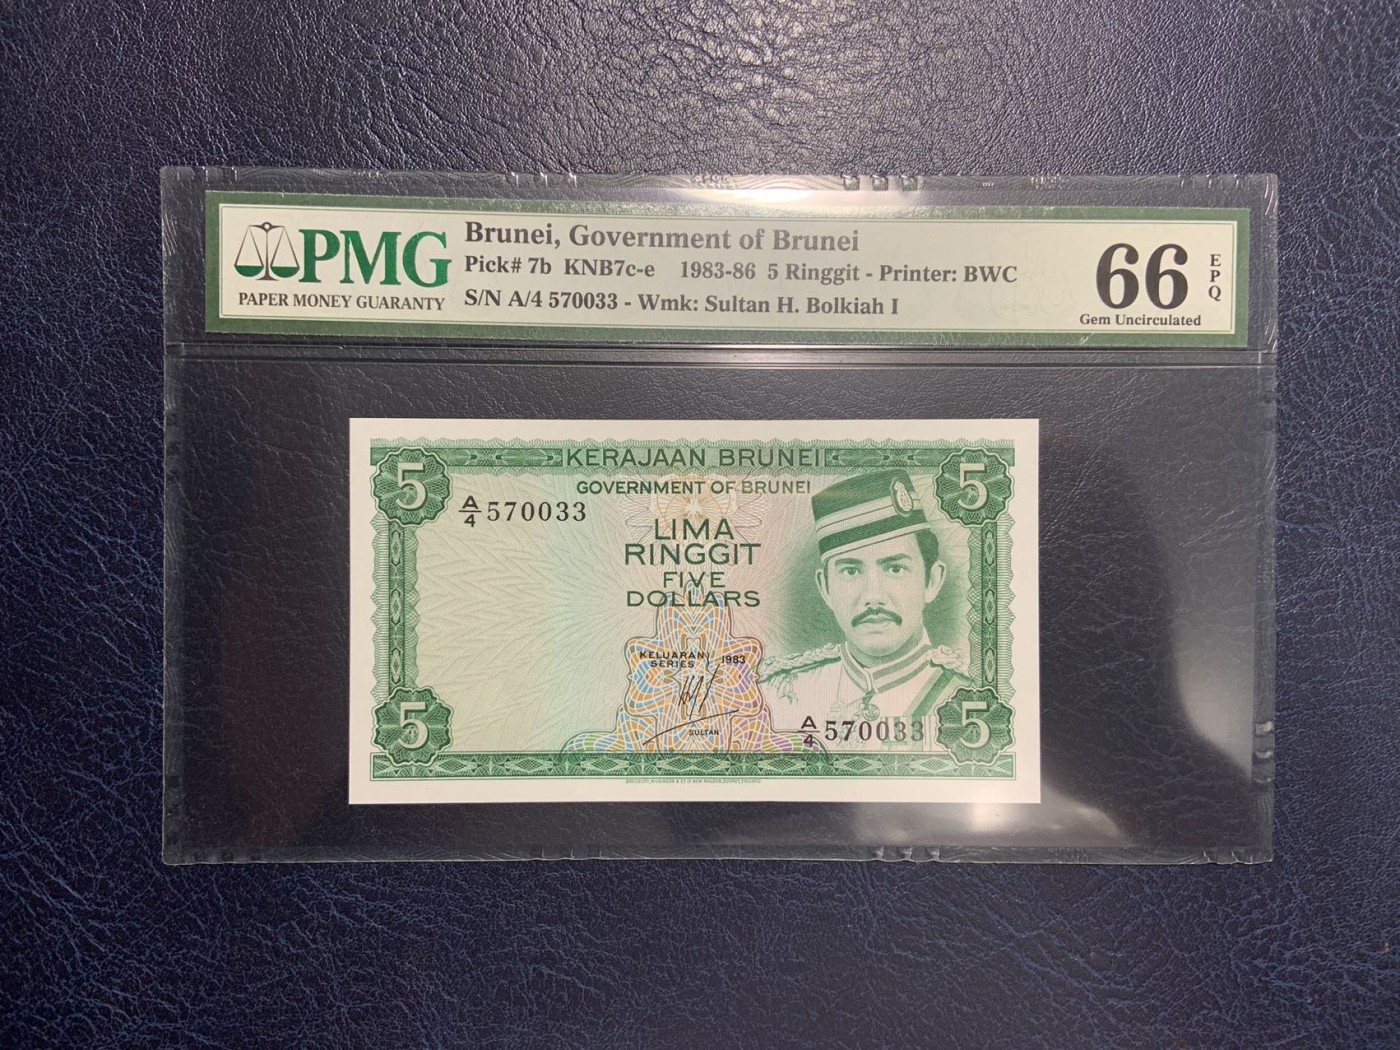 PMG
PAPER MONEY GUARANTY
Brunei, Government of Brunei
Pick# 7b KNB7c-e 1983-86 5 Ringgit - Printer: BWC
S/N A/4 570033 - Wmk: Sultan H. Bolkiah I
66
EPQ
Gem Uncirculated
KERAJAAN BRUNEI
GOVERNMENT OF BRUNEI
5
5
A/4 570033
LIMA
RINGGIT
FIVE
DOLLARS
KELUARAN
SERIES 1983
SULTAN
A/4 570033
5
5